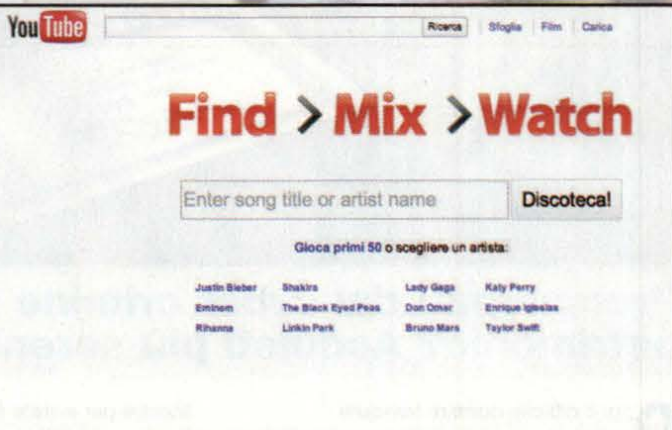 YouTube Ricerca Sfoglia Film Carica
Find > Mix > Watch
Enter song title or artist name Discoteca!
Gioca primi 50 o scegliere un artista:
Justin Bieber Shakira Lady Gaga Katy Perry
Eminem The Black Eyed Peas Don Omar Enrique Iglesias
Rihanna Linkin Park Bruno Mars Taylor Swift